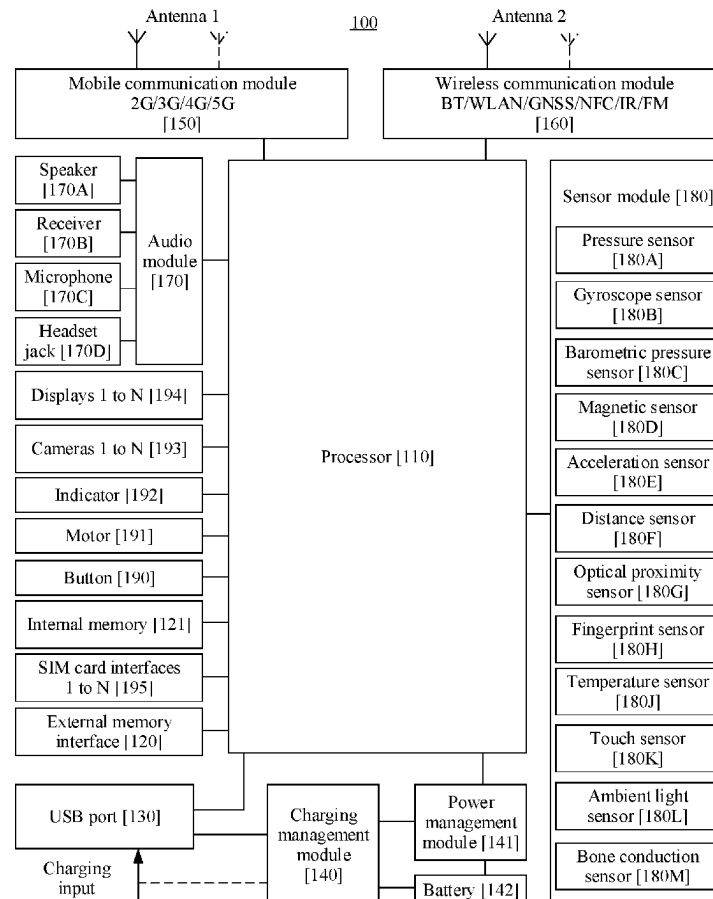 Antenna 1
100
Antenna 2
Mobile communication module
2G/3G/4G/5G
[150]
Wireless communication module
BT/WLAN/GNSS/NFC/IR/FM
[160]
Speaker
[170A]
Receiver
[170B]
Microphone
[170C]
Headset
jack [170D]
Audio
module
[170]
Displays 1 to N [194]
Cameras 1 to N [193]
Indicator [192]
Motor [191]
Button [190]
Internal memory [121]
SIM card interfaces
1 to N [195]
External memory
interface [120]
Processor [110]
Sensor module [180]
Pressure sensor
[180A]
Gyroscope sensor
[180B]
Barometric pressure
sensor [180C]
Magnetic sensor
[180D]
Acceleration sensor
[180E]
Distance sensor
[180F]
Optical proximity
sensor [180G]
Fingerprint sensor
[180H]
Temperature sensor
[180J]
Touch sensor
[180K]
Ambient light
sensor [180L]
Bone conduction
sensor [180M]
USB port [130]
Charging
management
module
[140]
Power
management
module [141]
Battery [142]
Charging
input